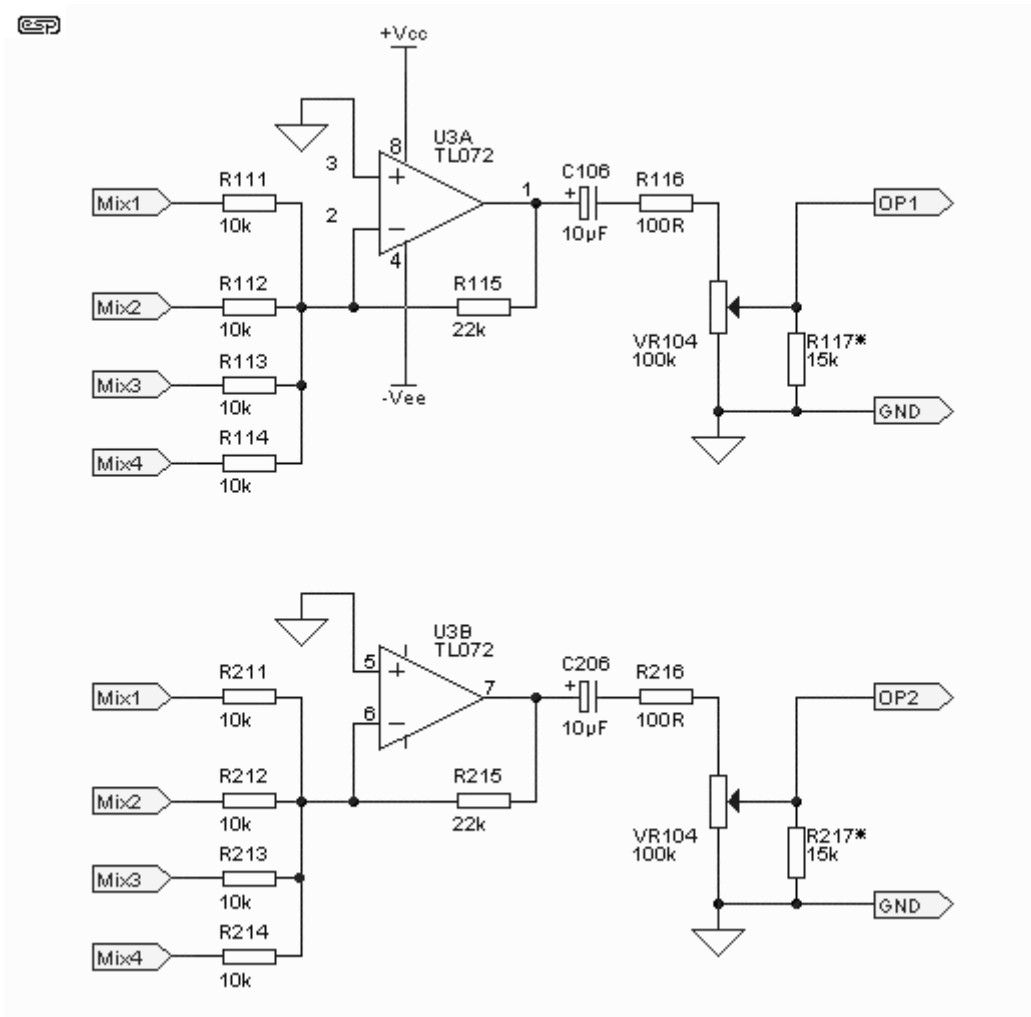 esp
+Vcc
U3A
TL072
8
3
+
2
−
4
1
C106
+
10µF
R116
100R
Mix1
R111
10k
OP1
Mix2
R112
10k
R115
22k
VR104
100k
R117*
15k
Mix3
R113
10k
-Vee
GND
Mix4
R114
10k
U3B
TL072
5
+
6
−
7
C206
+
10µF
R216
100R
Mix1
R211
10k
OP2
Mix2
R212
10k
R215
22k
VR104
100k
R217*
15k
Mix3
R213
10k
GND
Mix4
R214
10k